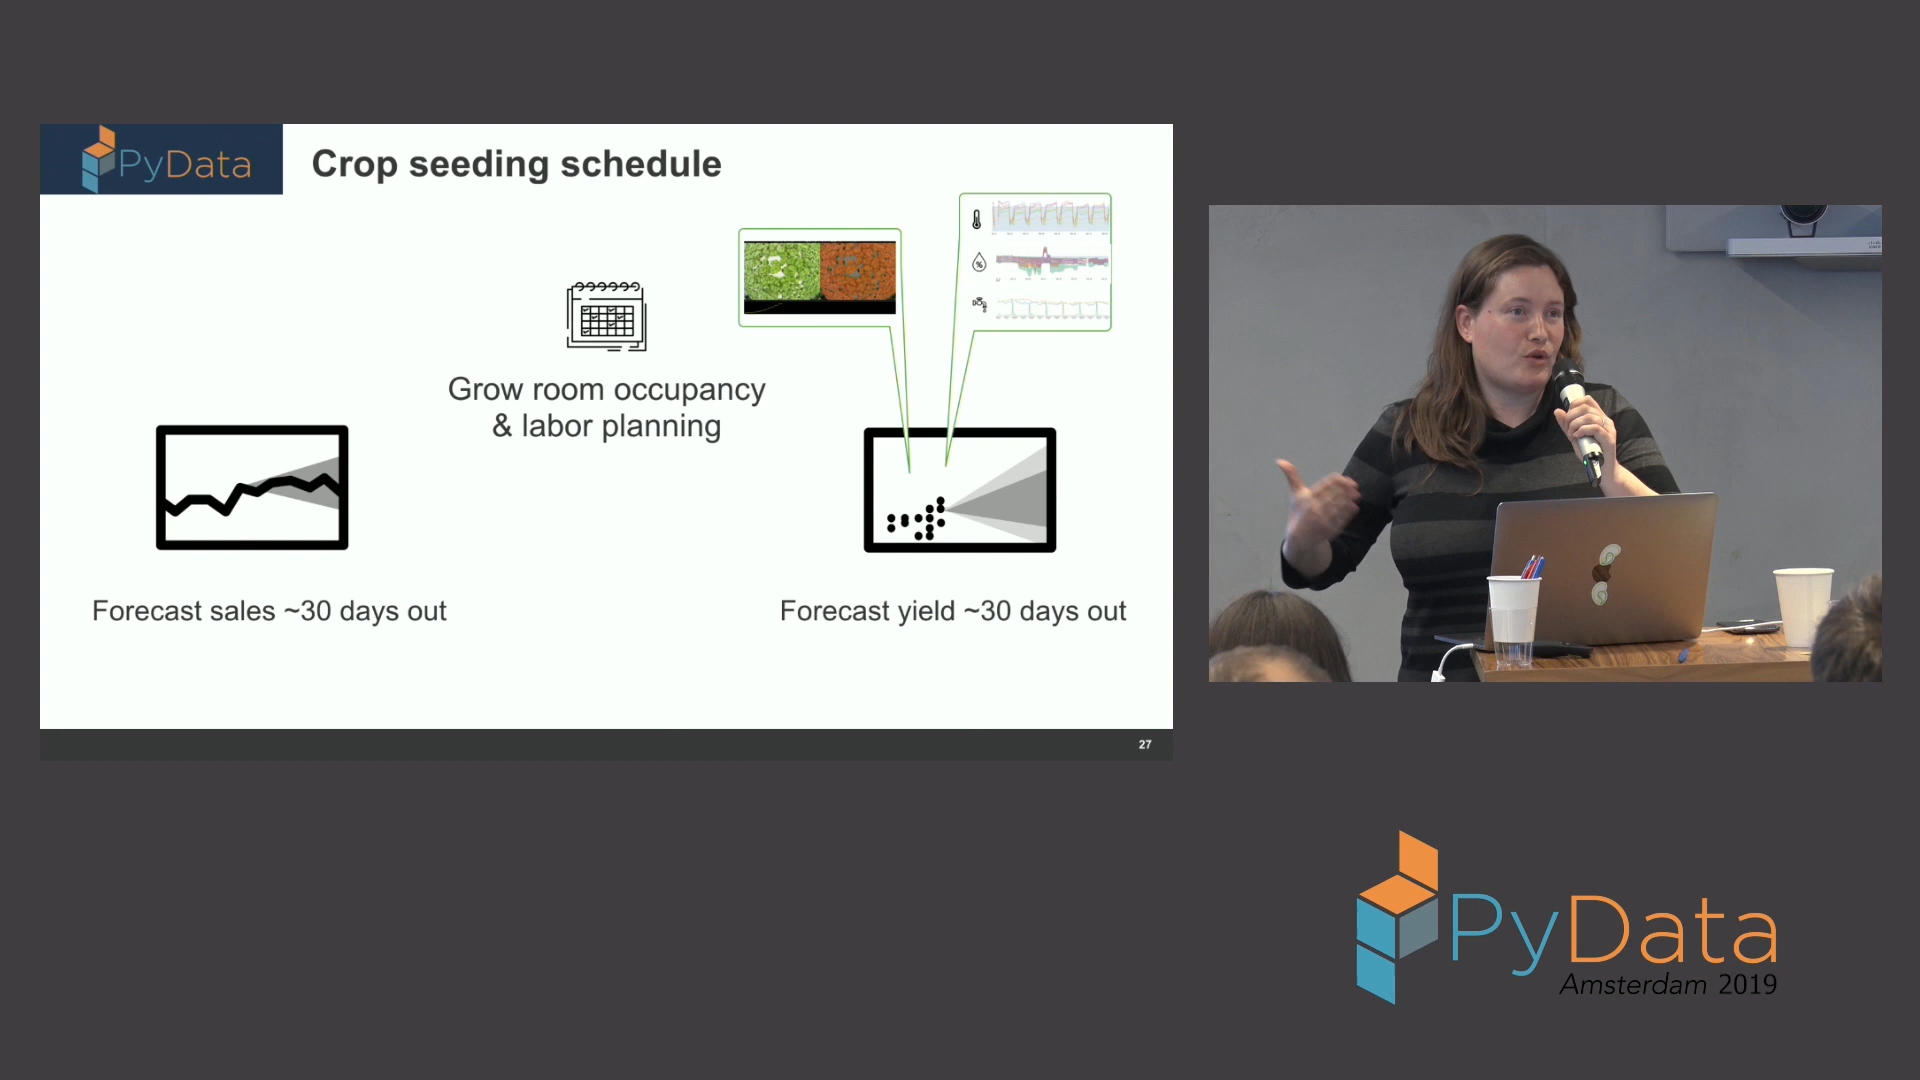 PyData
Crop seeding schedule
%
Grow room occupancy
& labor planning
Forecast sales ~30 days out
Forecast yield ~30 days out
27
PyData
Amsterdam 2019